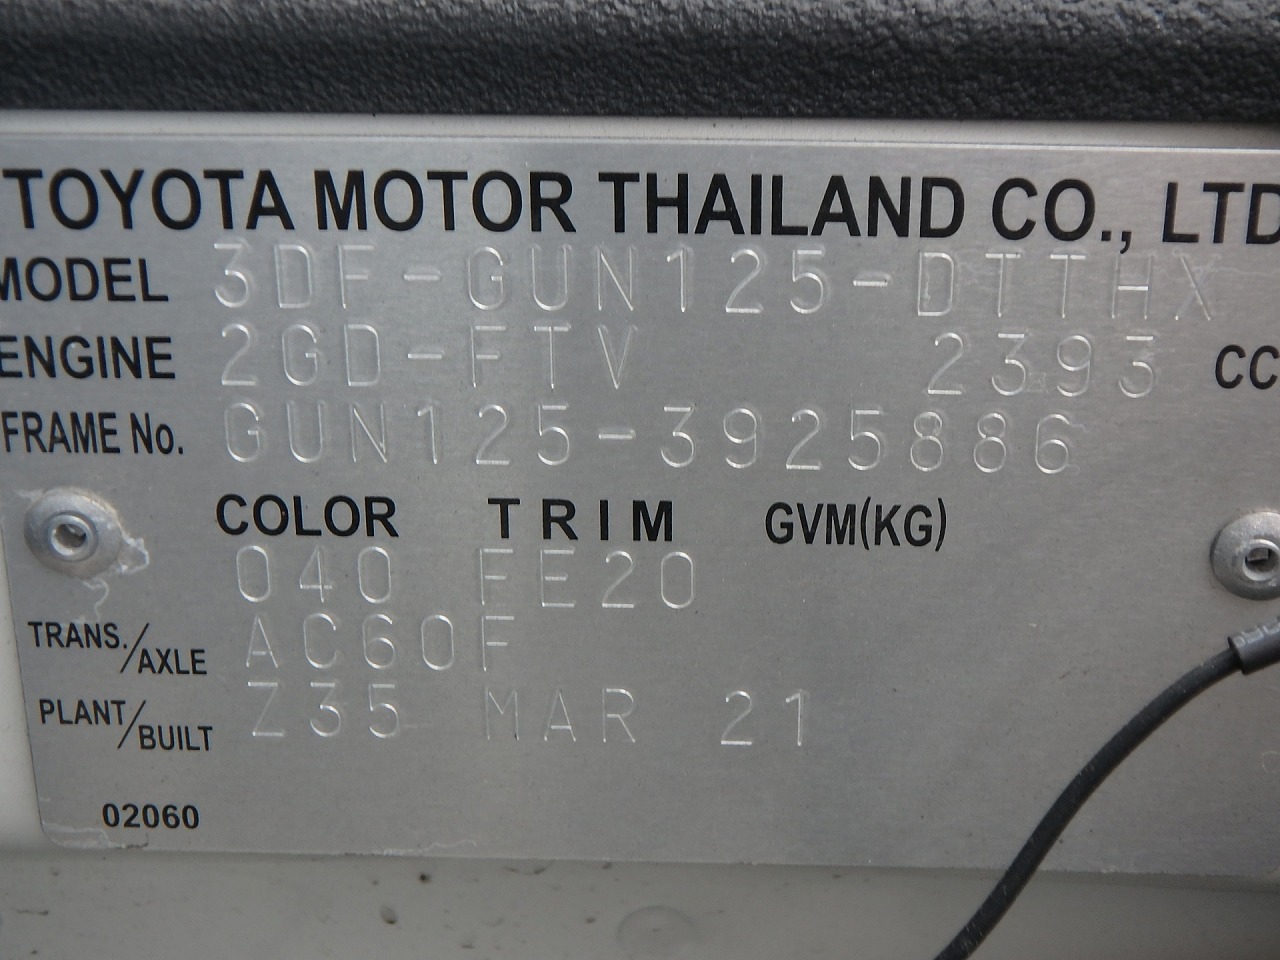 TOYOTA MOTOR THAILAND CO., LTD
MODEL 3DF-GUN125-DTTHX
ENGINE 2GD-FTV 2393 CC
FRAME No. GUN125-3925886
COLOR TRIM GVM(KG)
040 FE20
TRANS./AXLE AC60F
PLANT/BUILT Z35 MAR 21
02060